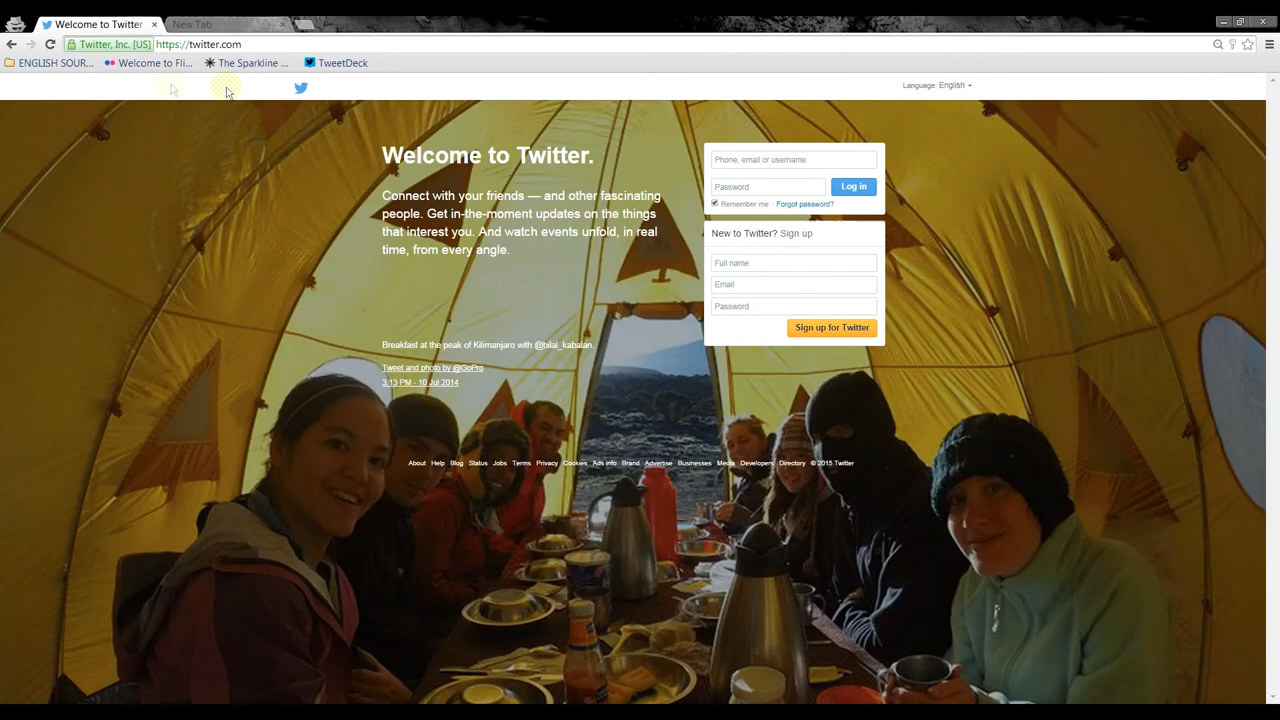 Welcome to Twitter
New Tab
Twitter, Inc. [US] https://twitter.com
ENGLISH SOUR... Welcome to Fli... The Sparkline ... TweetDeck
Language: English
Welcome to Twitter.
Connect with your friends — and other fascinating
people. Get in-the-moment updates on the things
that interest you. And watch events unfold, in real
time, from every angle.
Breakfast at the peak of Kilimanjaro with @bilal_kabalan.
Tweet and photo by @GoPro
3:13 PM - 10 Jul 2014
Phone, email or username
Password Log in
Remember me · Forgot password?
New to Twitter? Sign up
Full name
Email
Password
Sign up for Twitter
About Help Blog Status Jobs Terms Privacy Cookies Ads info Brand Advertise Businesses Media Developers Directory © 2015 Twitter